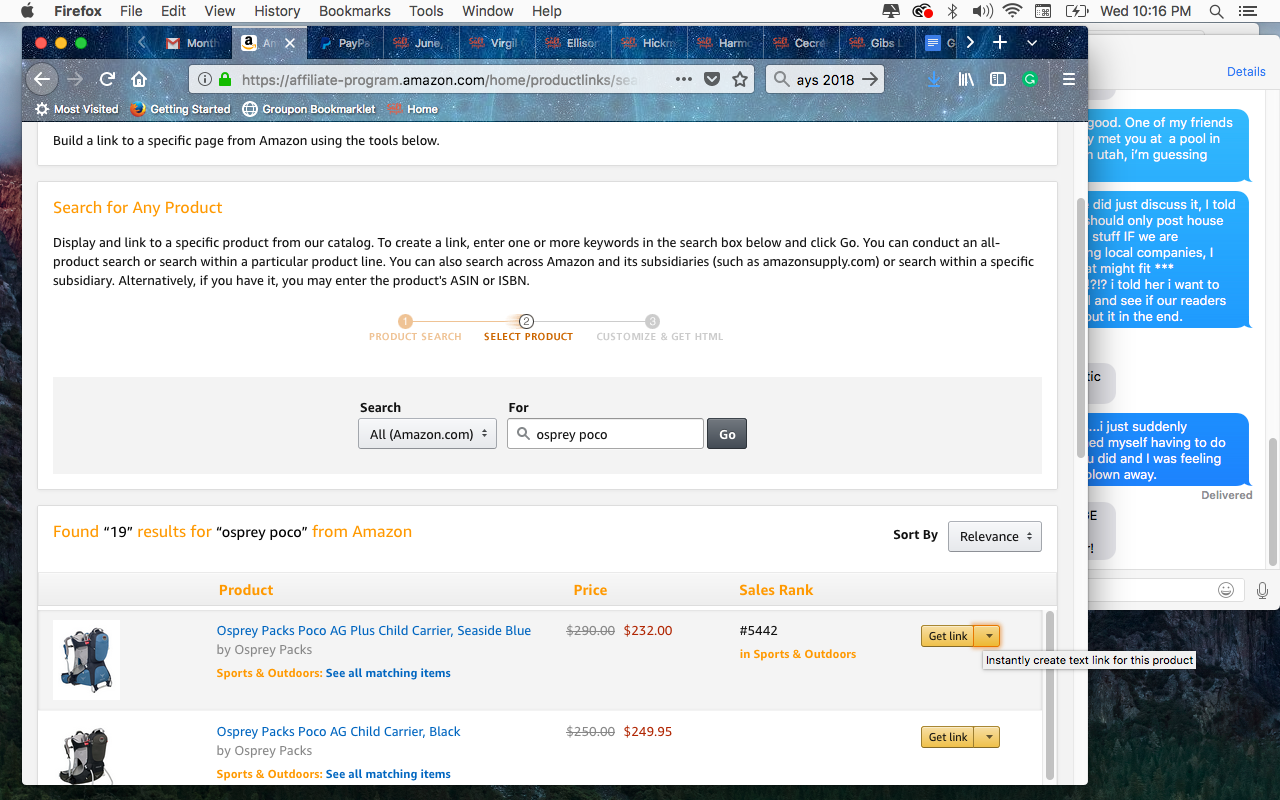 Firefox File Edit View History Bookmarks Tools Window Help Wed 10:16 PM
Month
PayPa
June,
Virgil
Ellison
Hickm
Harmo
Cecré
Gibs L
G
https://affiliate-program.amazon.com/home/productlinks/sea
ays 2018
Most Visited Getting Started Groupon Bookmarklet Home
Build a link to a specific page from Amazon using the tools below.
Search for Any Product
Display and link to a specific product from our catalog. To create a link, enter one or more keywords in the search box below and click Go. You can conduct an all-
product search or search within a particular product line. You can also search across Amazon and its subsidiaries (such as amazonsupply.com) or search within a specific
subsidiary. Alternatively, if you have it, you may enter the product's ASIN or ISBN.
1 2 3
PRODUCT SEARCH SELECT PRODUCT CUSTOMIZE & GET HTML
Search For
All (Amazon.com) osprey poco Go
Found “19” results for “osprey poco” from Amazon
Sort By Relevance
Product Price Sales Rank
Osprey Packs Poco AG Plus Child Carrier, Seaside Blue $290.00 $232.00 #5442 Get link
by Osprey Packs in Sports & Outdoors
Sports & Outdoors: See all matching items
Instantly create text link for this product
Osprey Packs Poco AG Child Carrier, Black $250.00 $249.95 Get link
by Osprey Packs
Sports & Outdoors: See all matching items
Details
good. One of my friends
y met you at a pool in
utah, i'm guessing
did just discuss it, I told
should only post house
stuff IF we are
ng local companies, I
at might fit ***
!?!? i told her i want to
and see if our readers
out it in the end.
tic
...i just suddenly
ed myself having to do
u did and I was feeling
blown away.
Delivered